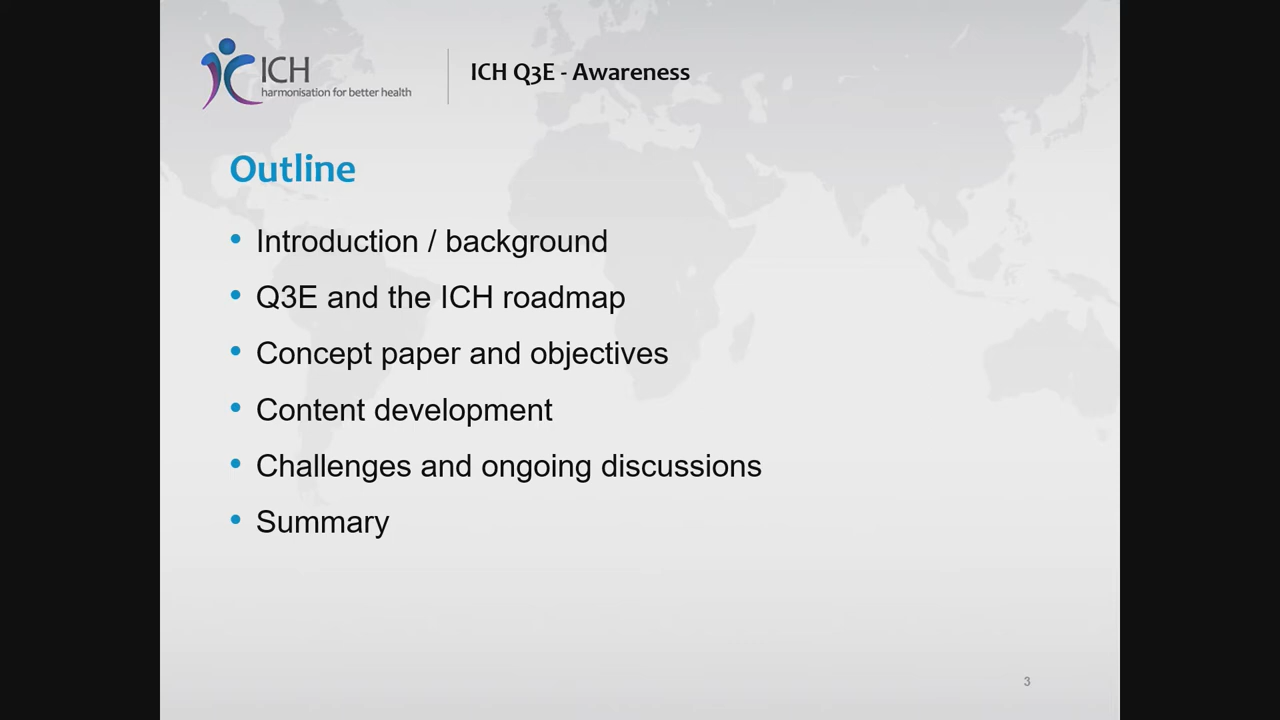 ICH
harmonisation for better health
ICH Q3E - Awareness
Outline
• Introduction / background
• Q3E and the ICH roadmap
• Concept paper and objectives
• Content development
• Challenges and ongoing discussions
• Summary
3